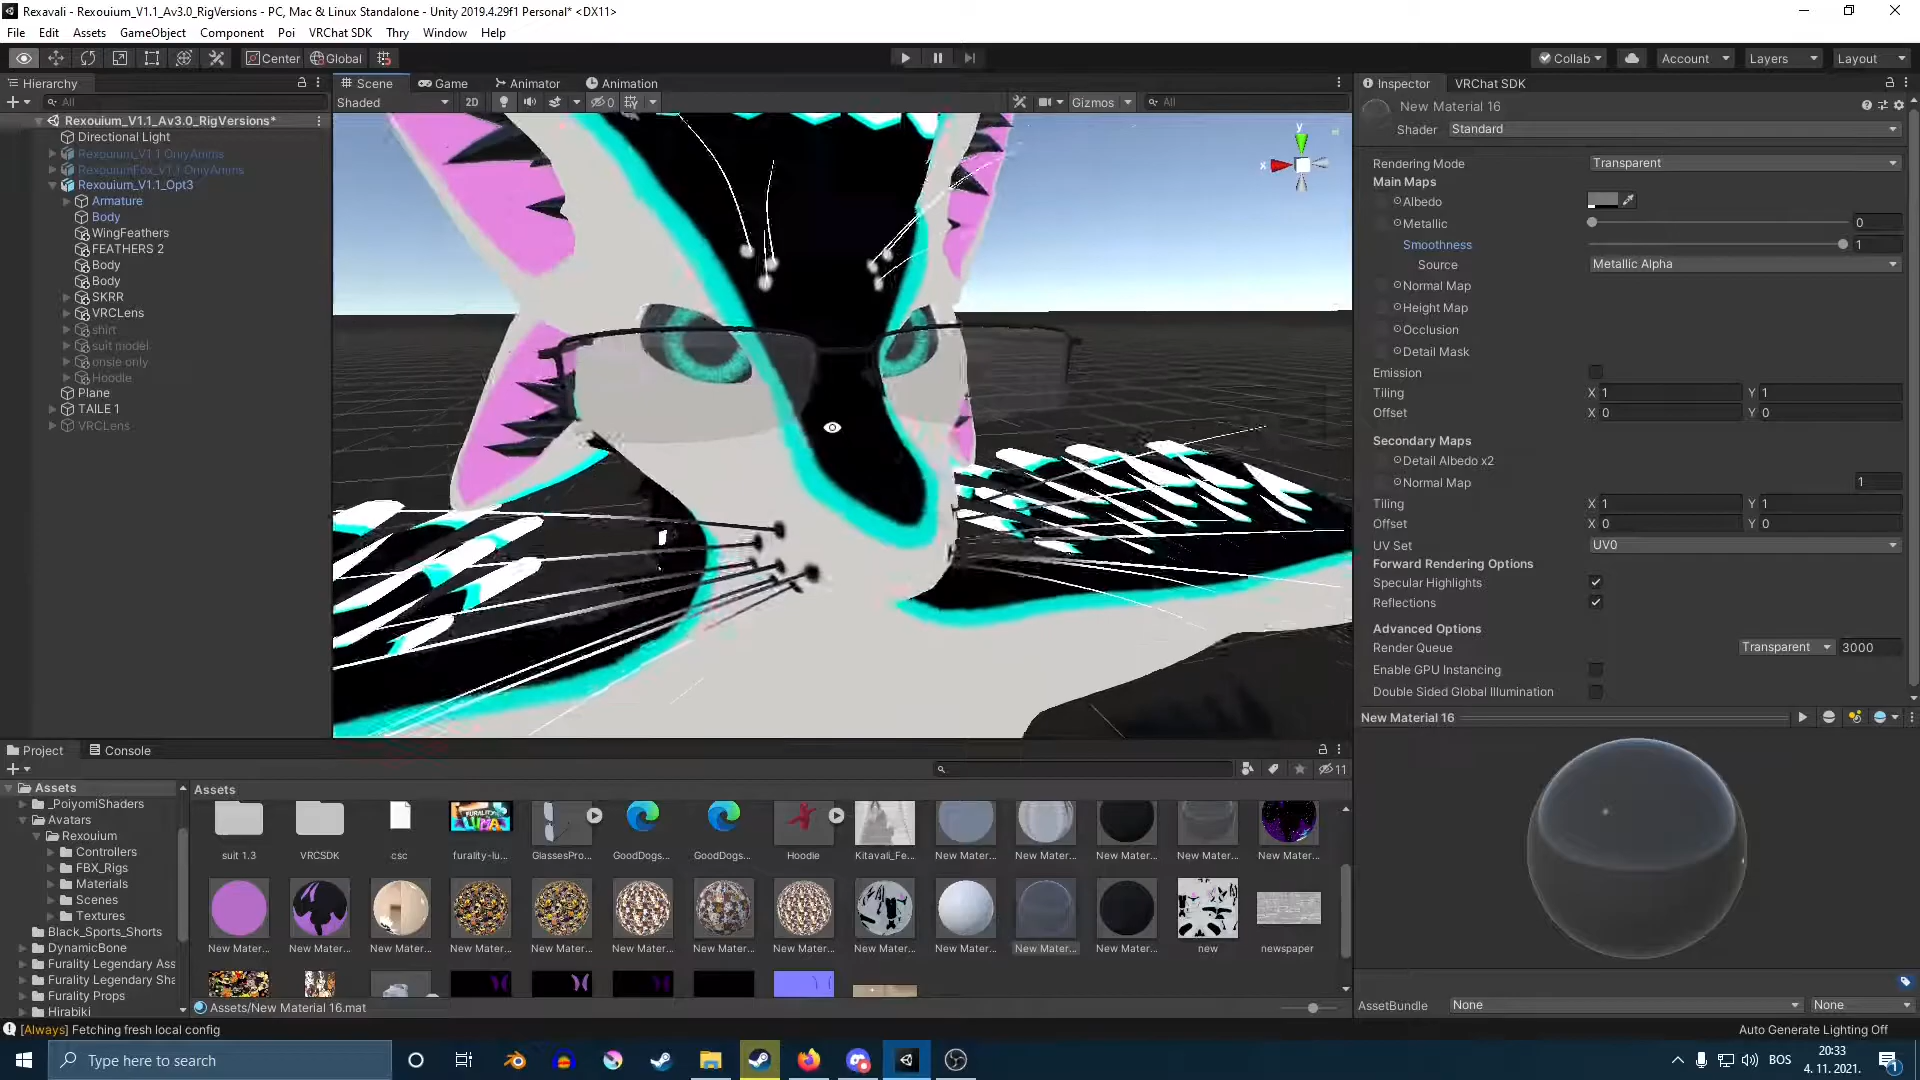 Rexavali - Rexouium_V1.1_Av3.0_RigVersions - PC, Mac & Linux Standalone - Unity 2019.4.29f1 Personal* <DX11>
File Edit Assets GameObject Component Poi VRChat SDK Thry Window Help
Center Global
Collab Account Layers Layout
Hierarchy
All
Rexouium_V1.1_Av3.0_RigVersions*
Directional Light
Rexouium_V1.1 OnlyAnims
RexouiumFox_V1.1 OnlyAnims
Rexouium_V1.1_Opt3
Armature
Body
WingFeathers
FEATHERS 2
Body
Body
SKRR
VRCLens
shirt
suit model
onsie only
Hoodie
Plane
TAILE 1
VRCLens
Scene Game Animator Animation
Shaded 2D 0 Gizmos All
y
x
Inspector VRChat SDK
New Material 16
Shader Standard
Rendering Mode Transparent
Main Maps
Albedo
Metallic 0
Smoothness 1
Source Metallic Alpha
Normal Map
Height Map
Occlusion
Detail Mask
Emission
Tiling X 1 Y 1
Offset X 0 Y 0
Secondary Maps
Detail Albedo x2
Normal Map 1
Tiling X 1 Y 1
Offset X 0 Y 0
UV Set UV0
Forward Rendering Options
Specular Highlights
Reflections
Advanced Options
Render Queue Transparent 3000
Enable GPU Instancing
Double Sided Global Illumination
New Material 16
AssetBundle None None
Project Console
11
Assets
_PoiyomiShaders
Avatars
Rexouium
Controllers
FBX_Rigs
Materials
Scenes
Textures
Black_Sports_Shorts
DynamicBone
Furality Legendary Ass
Furality Legendary Sha
Furality Props
Hirabiki
Assets
suit 1.3 VRCSDK csc furality-lu... GlassesPro... GoodDogs... GoodDogs... Hoodie Kitavali_Fe... New Mater... New Mater... New Mater... New Mater... New Mater...
New Mater... New Mater... New Mater... New Mater... New Mater... New Mater... New Mater... New Mater... New Mater... New Mater... New Mater... New Mater... new newspaper
Assets/New Material 16.mat
[Always] Fetching fresh local config
Auto Generate Lighting Off
Type here to search
BOS
20:33
4. 11. 2021.
1